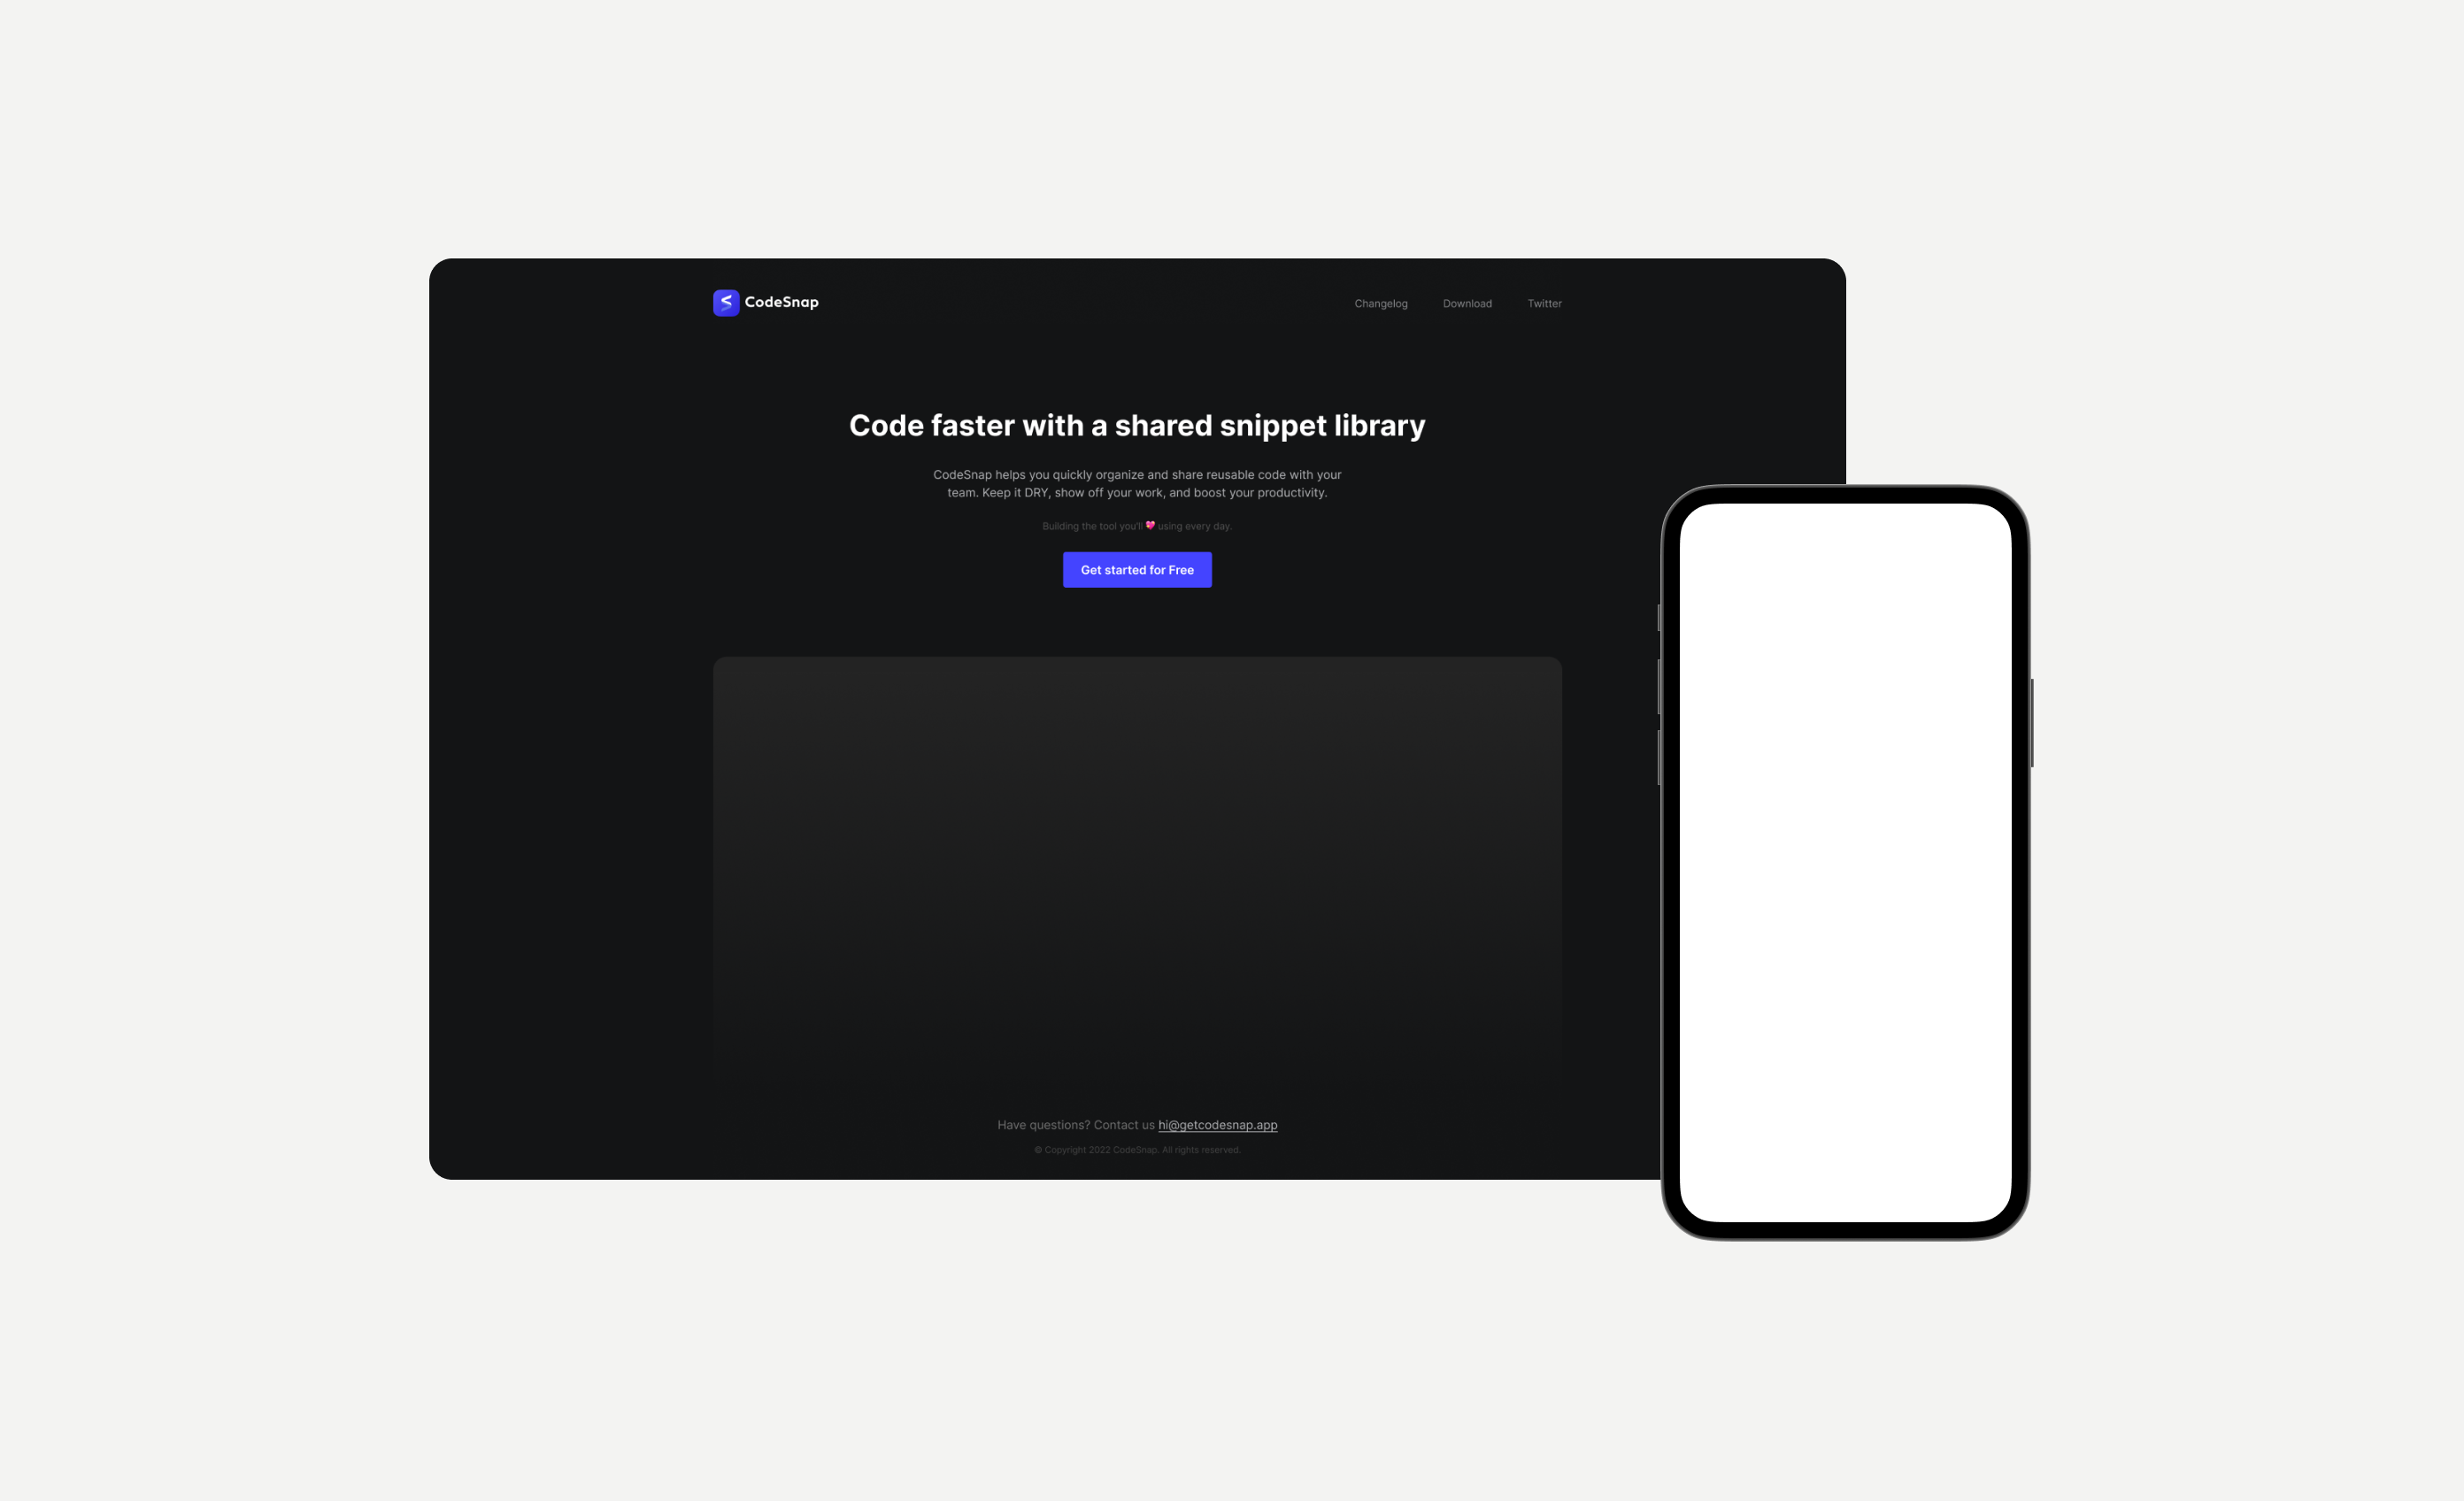 CodeSnap
Changelog
Download
Twitter
Code faster with a shared snippet library
CodeSnap helps you quickly organize and share reusable code with your
team. Keep it DRY, show off your work, and boost your productivity.
Building the tool you'll 💖 using every day.
Get started for Free
Have questions? Contact us hi@getcodesnap.app
© Copyright 2022 CodeSnap. All rights reserved.